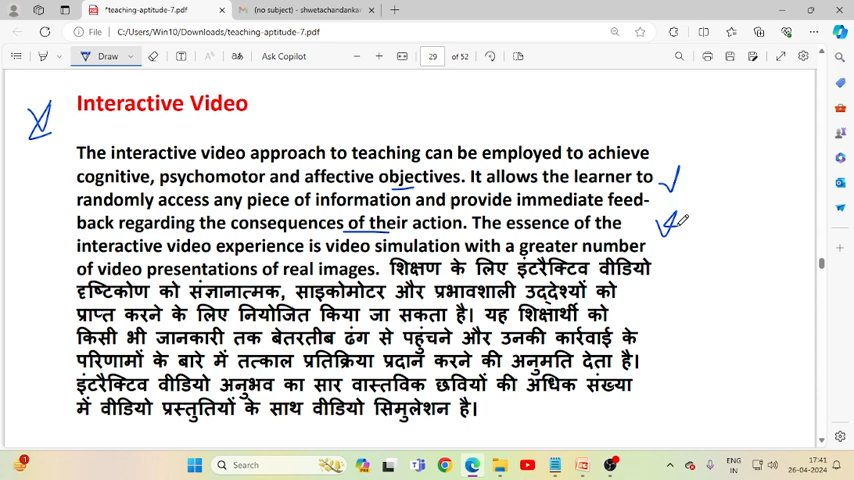 *teaching-aptitude-7.pdf
(no subject) - shwetachandankar
File
C:/Users/Win10/Downloads/teaching-aptitude-7.pdf
Draw
Ask Copilot
29
of 52
Interactive Video
The interactive video approach to teaching can be employed to achieve
cognitive, psychomotor and affective objectives. It allows the learner to
randomly access any piece of information and provide immediate feed-
back regarding the consequences of their action. The essence of the
interactive video experience is video simulation with a greater number
of video presentations of real images. शिक्षण के लिए इंटरैक्टिव वीडियो
दृष्टिकोण को संज्ञानात्मक, साइकोमोटर और प्रभावशाली उद्देश्यों को
प्राप्त करने के लिए नियोजित किया जा सकता है। यह शिक्षार्थी को
किसी भी जानकारी तक बेतरतीब ढंग से पहुंचने और उनकी कार्रवाई के
परिणामों के बारे में तत्काल प्रतिक्रिया प्रदान करने की अनुमति देता है।
इंटरैक्टिव वीडियो अनुभव का सार वास्तविक छवियों की अधिक संख्या
में वीडियो प्रस्तुतियों के साथ वीडियो सिमुलेशन है।
Search
ENG
IN
17:41
26-04-2024